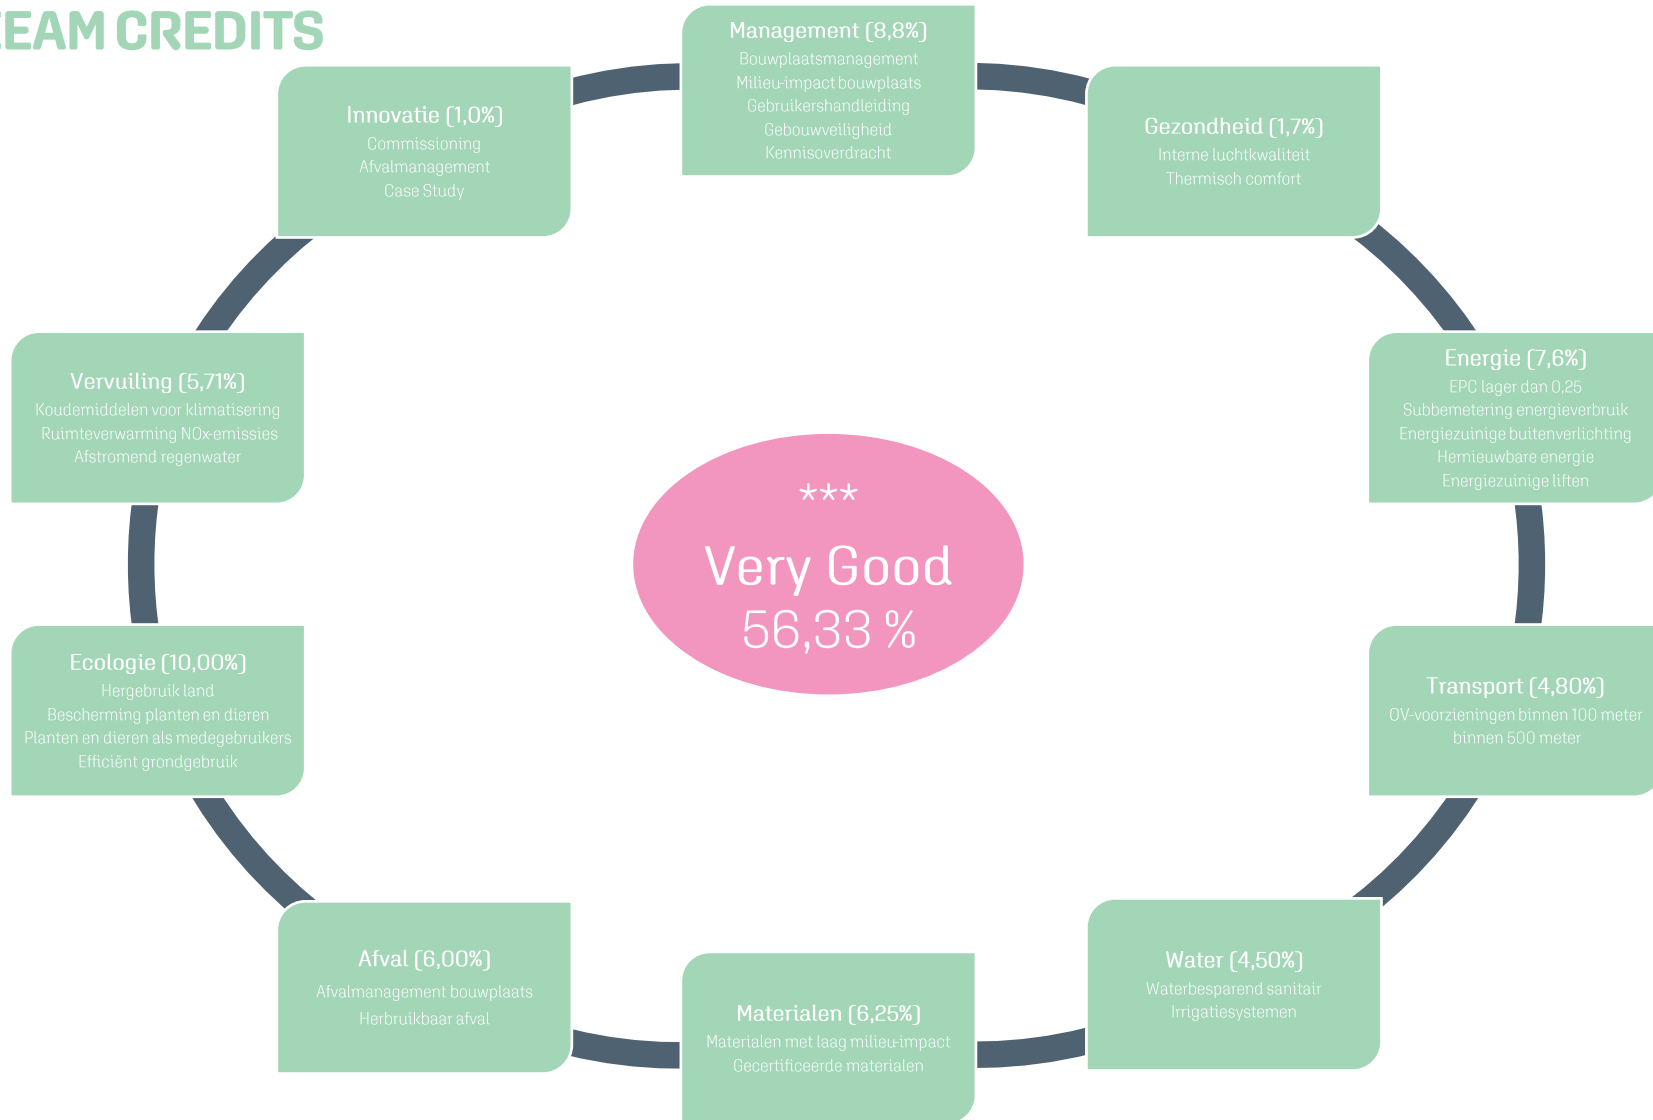 EAM CREDITS
Management (8,8%)
Bouwplaatsmanagement
Milieu-impact bouwplaats
Gebruikershandleiding
Gebouwveiligheid
Kennisoverdracht
Gezondheid (1,7%)
Interne luchtkwaliteit
Thermisch comfort
Energie (7,6%)
EPC lager dan 0,25
Subbemetering energieverbruik
Energiezuinige buitenverlichting
Hernieuwbare energie
Energiezuinige liften
Transport (4,80%)
OV-voorzieningen binnen 100 meter
binnen 500 meter
Water (4,50%)
Waterbesparend sanitair
Irrigatiesystemen
Materialen (6,25%)
Materialen met laag milieu-impact
Gecertificeerde materialen
Afval (6,00%)
Afvalmanagement bouwplaats
Herbruikbaar afval
Ecologie (10,00%)
Hergebruik land
Bescherming planten en dieren
Planten en dieren als medegebruikers
Efficiënt grondgebruik
Vervuiling (5,71%)
Koudemiddelen voor klimatisering
Ruimteverwarming NOx-emissies
Afstromend regenwater
Innovatie (1,0%)
Commissioning
Afvalmanagement
Case Study
***
Very Good
56,33 %